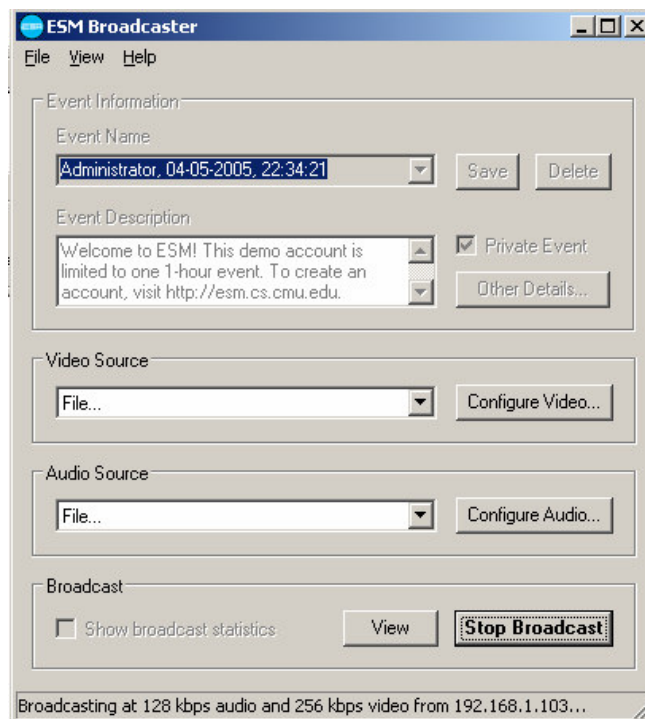 ESM Broadcaster
File View Help
Event Information
Event Name
Administrator, 04-05-2005, 22:34:21
Save
Delete
Event Description
Welcome to ESM! This demo account is
limited to one 1-hour event. To create an
account, visit http://esm.cs.cmu.edu.
Private Event
Other Details...
Video Source
File...
Configure Video...
Audio Source
File...
Configure Audio...
Broadcast
Show broadcast statistics
View
Stop Broadcast
Broadcasting at 128 kbps audio and 256 kbps video from 192.168.1.103...